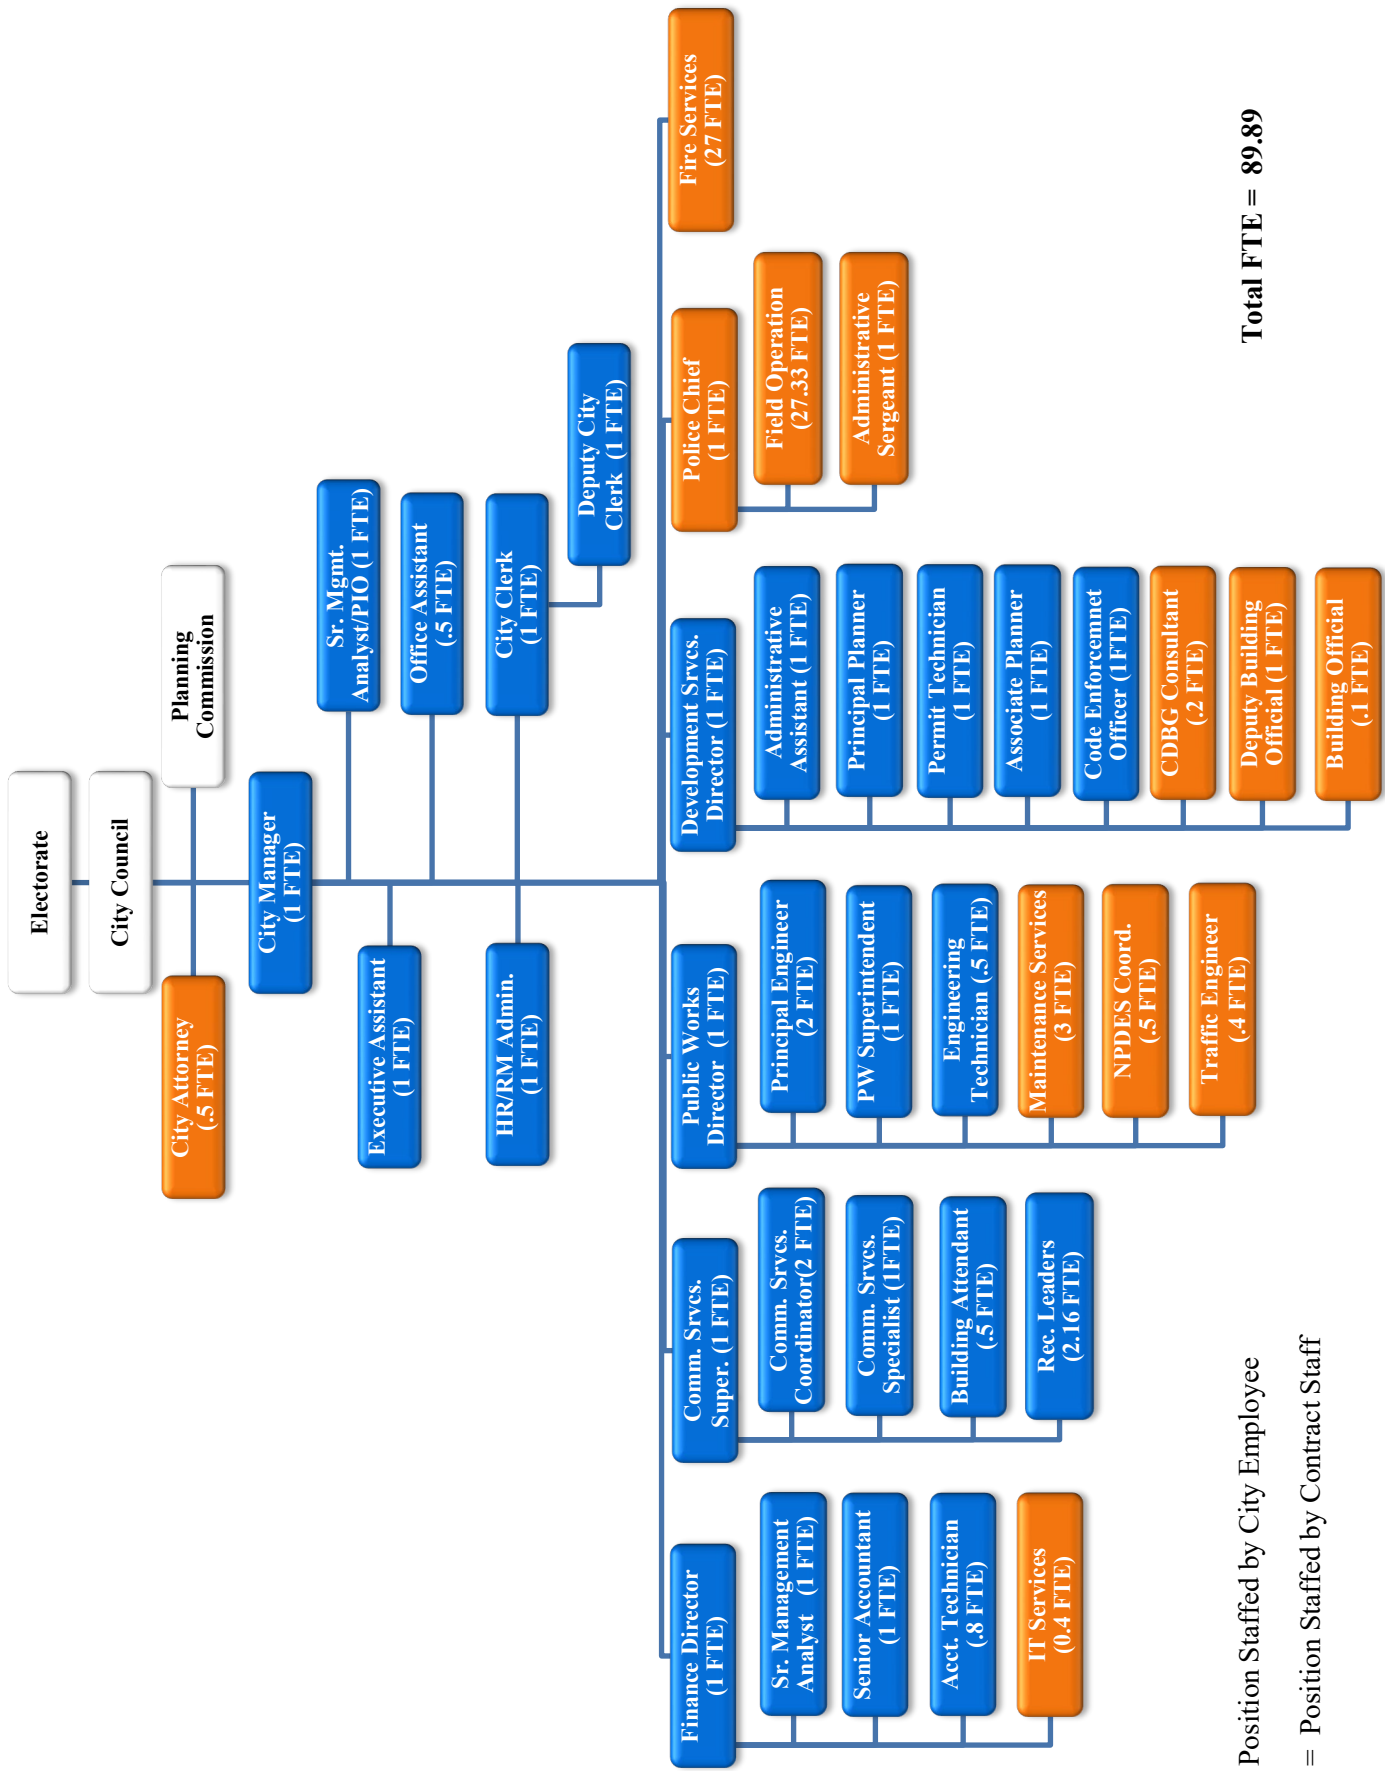 Electorate
City Council
City Attorney
(.5 FTE)
Planning
Commission
City Manager
(1 FTE)
Sr. Mgmt.
Analyst/PIO (1 FTE)
Executive Assistant
(1 FTE)
Office Assistant
(.5 FTE)
HR/RM Admin.
(1 FTE)
City Clerk
(1 FTE)
Deputy City
Clerk (1 FTE)
Finance Director
(1 FTE)
Sr. Management
Analyst (1 FTE)
Senior Accountant
(1 FTE)
Acct. Technician
(.8 FTE)
IT Services
(0.4 FTE)
Comm. Srvcs.
Super. (1 FTE)
Comm. Srvcs.
Coordinator(2 FTE)
Comm. Srvcs.
Specialist (1FTE)
Building Attendant
(.5 FTE)
Rec. Leaders
(2.16 FTE)
Public Works
Director (1 FTE)
Principal Engineer
(2 FTE)
PW Superintendent
(1 FTE)
Engineering
Technician (.5 FTE)
Maintenance Services
(3 FTE)
NPDES Coord.
(.5 FTE)
Traffic Engineer
(.4 FTE)
Development Srvcs.
Director (1 FTE)
Administrative
Assistant (1 FTE)
Principal Planner
(1 FTE)
Permit Technician
(1 FTE)
Associate Planner
(1 FTE)
Code Enforcemnet
Officer (1FTE)
CDBG Consultant
(.2 FTE)
Deputy Building
Official (1 FTE)
Building Official
(.1 FTE)
Police Chief
(1 FTE)
Field Operation
(27.33 FTE)
Administrative
Sergeant (1 FTE)
Fire Services
(27 FTE)
Position Staffed by City Employee
= Position Staffed by Contract Staff
Total FTE = 89.89